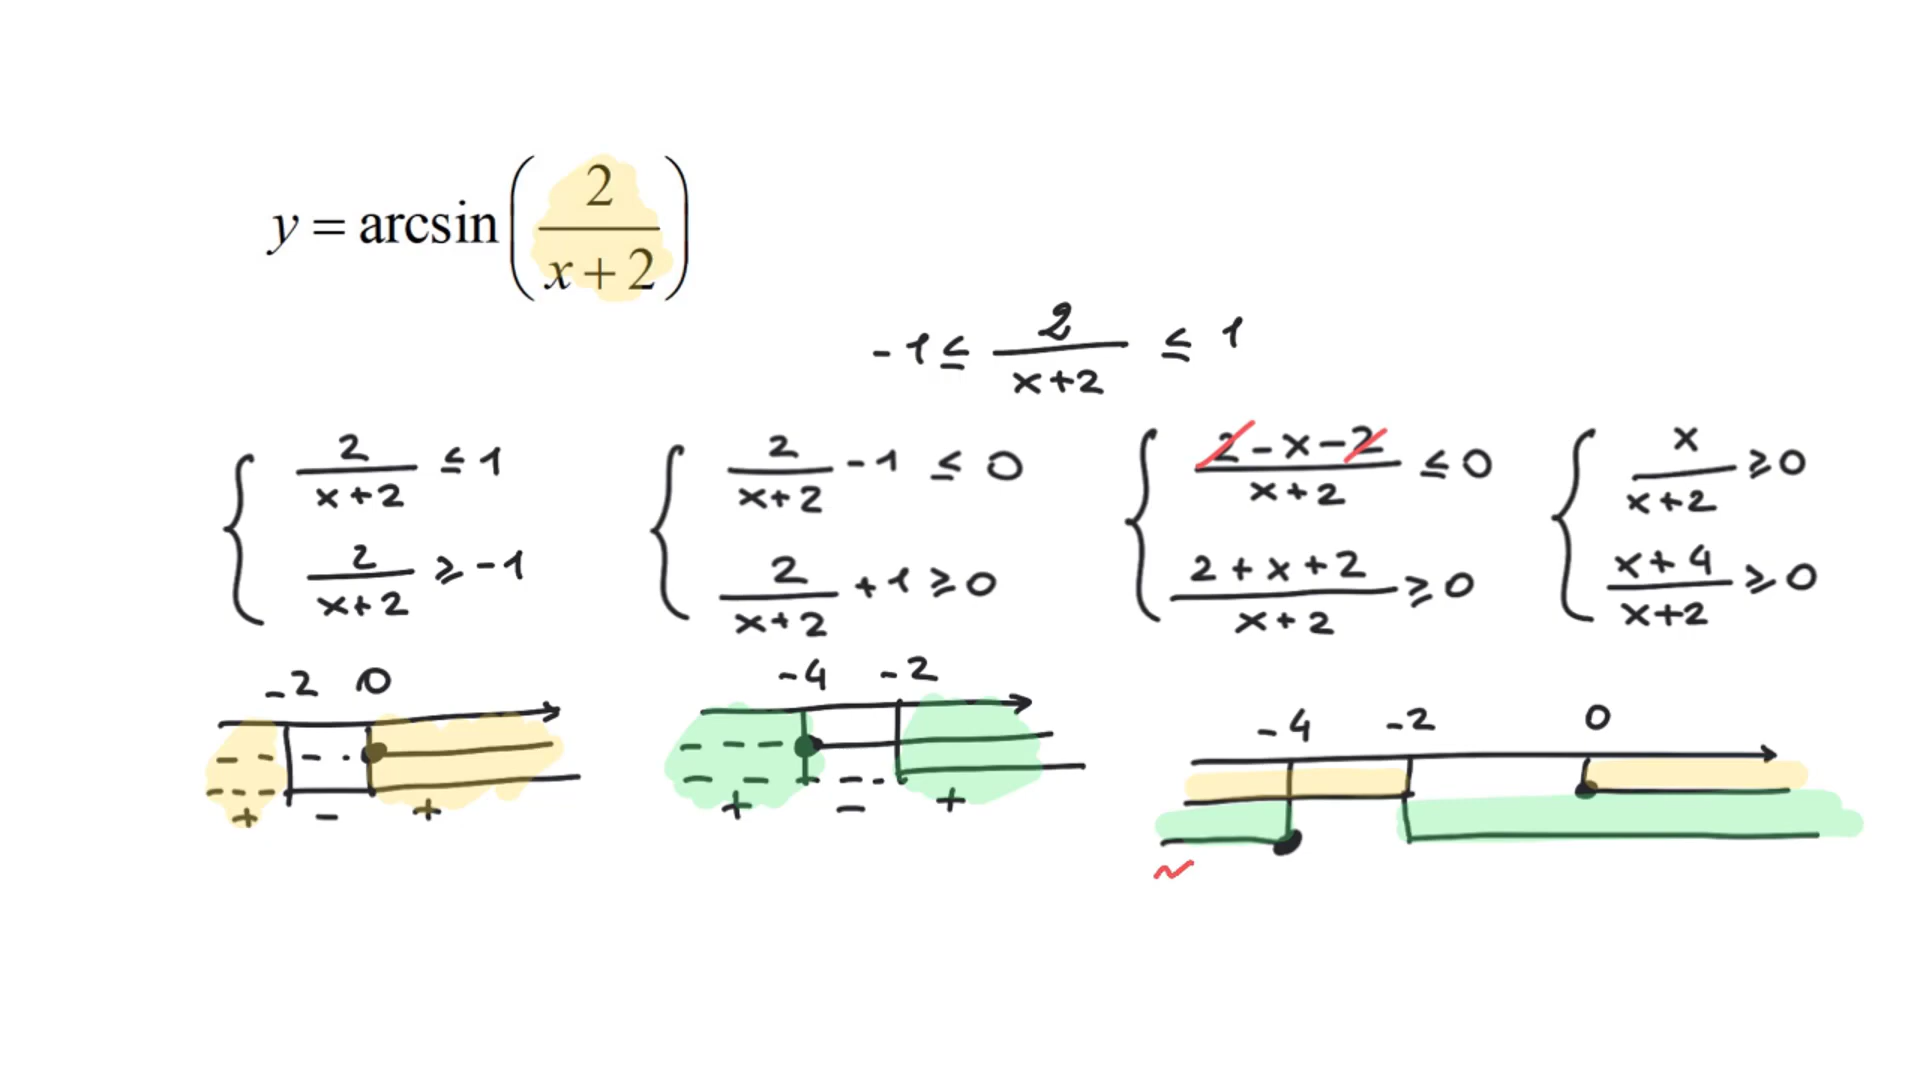 y = arcsin(2/(x+2))
-1 ≤ 2/(x+2) ≤ 1
{ 2/(x+2) ≤ 1
2/(x+2) ≥ -1
{ 2/(x+2) -1 ≤ 0
2/(x+2) +1 ≥ 0
{ (2-x-2)/(x+2) ≤ 0
(2+x+2)/(x+2) ≥ 0
{ x/(x+2) ≥ 0
(x+4)/(x+2) ≥ 0
-2 0
+ - +
-4 -2
+ - +
-4 -2 0